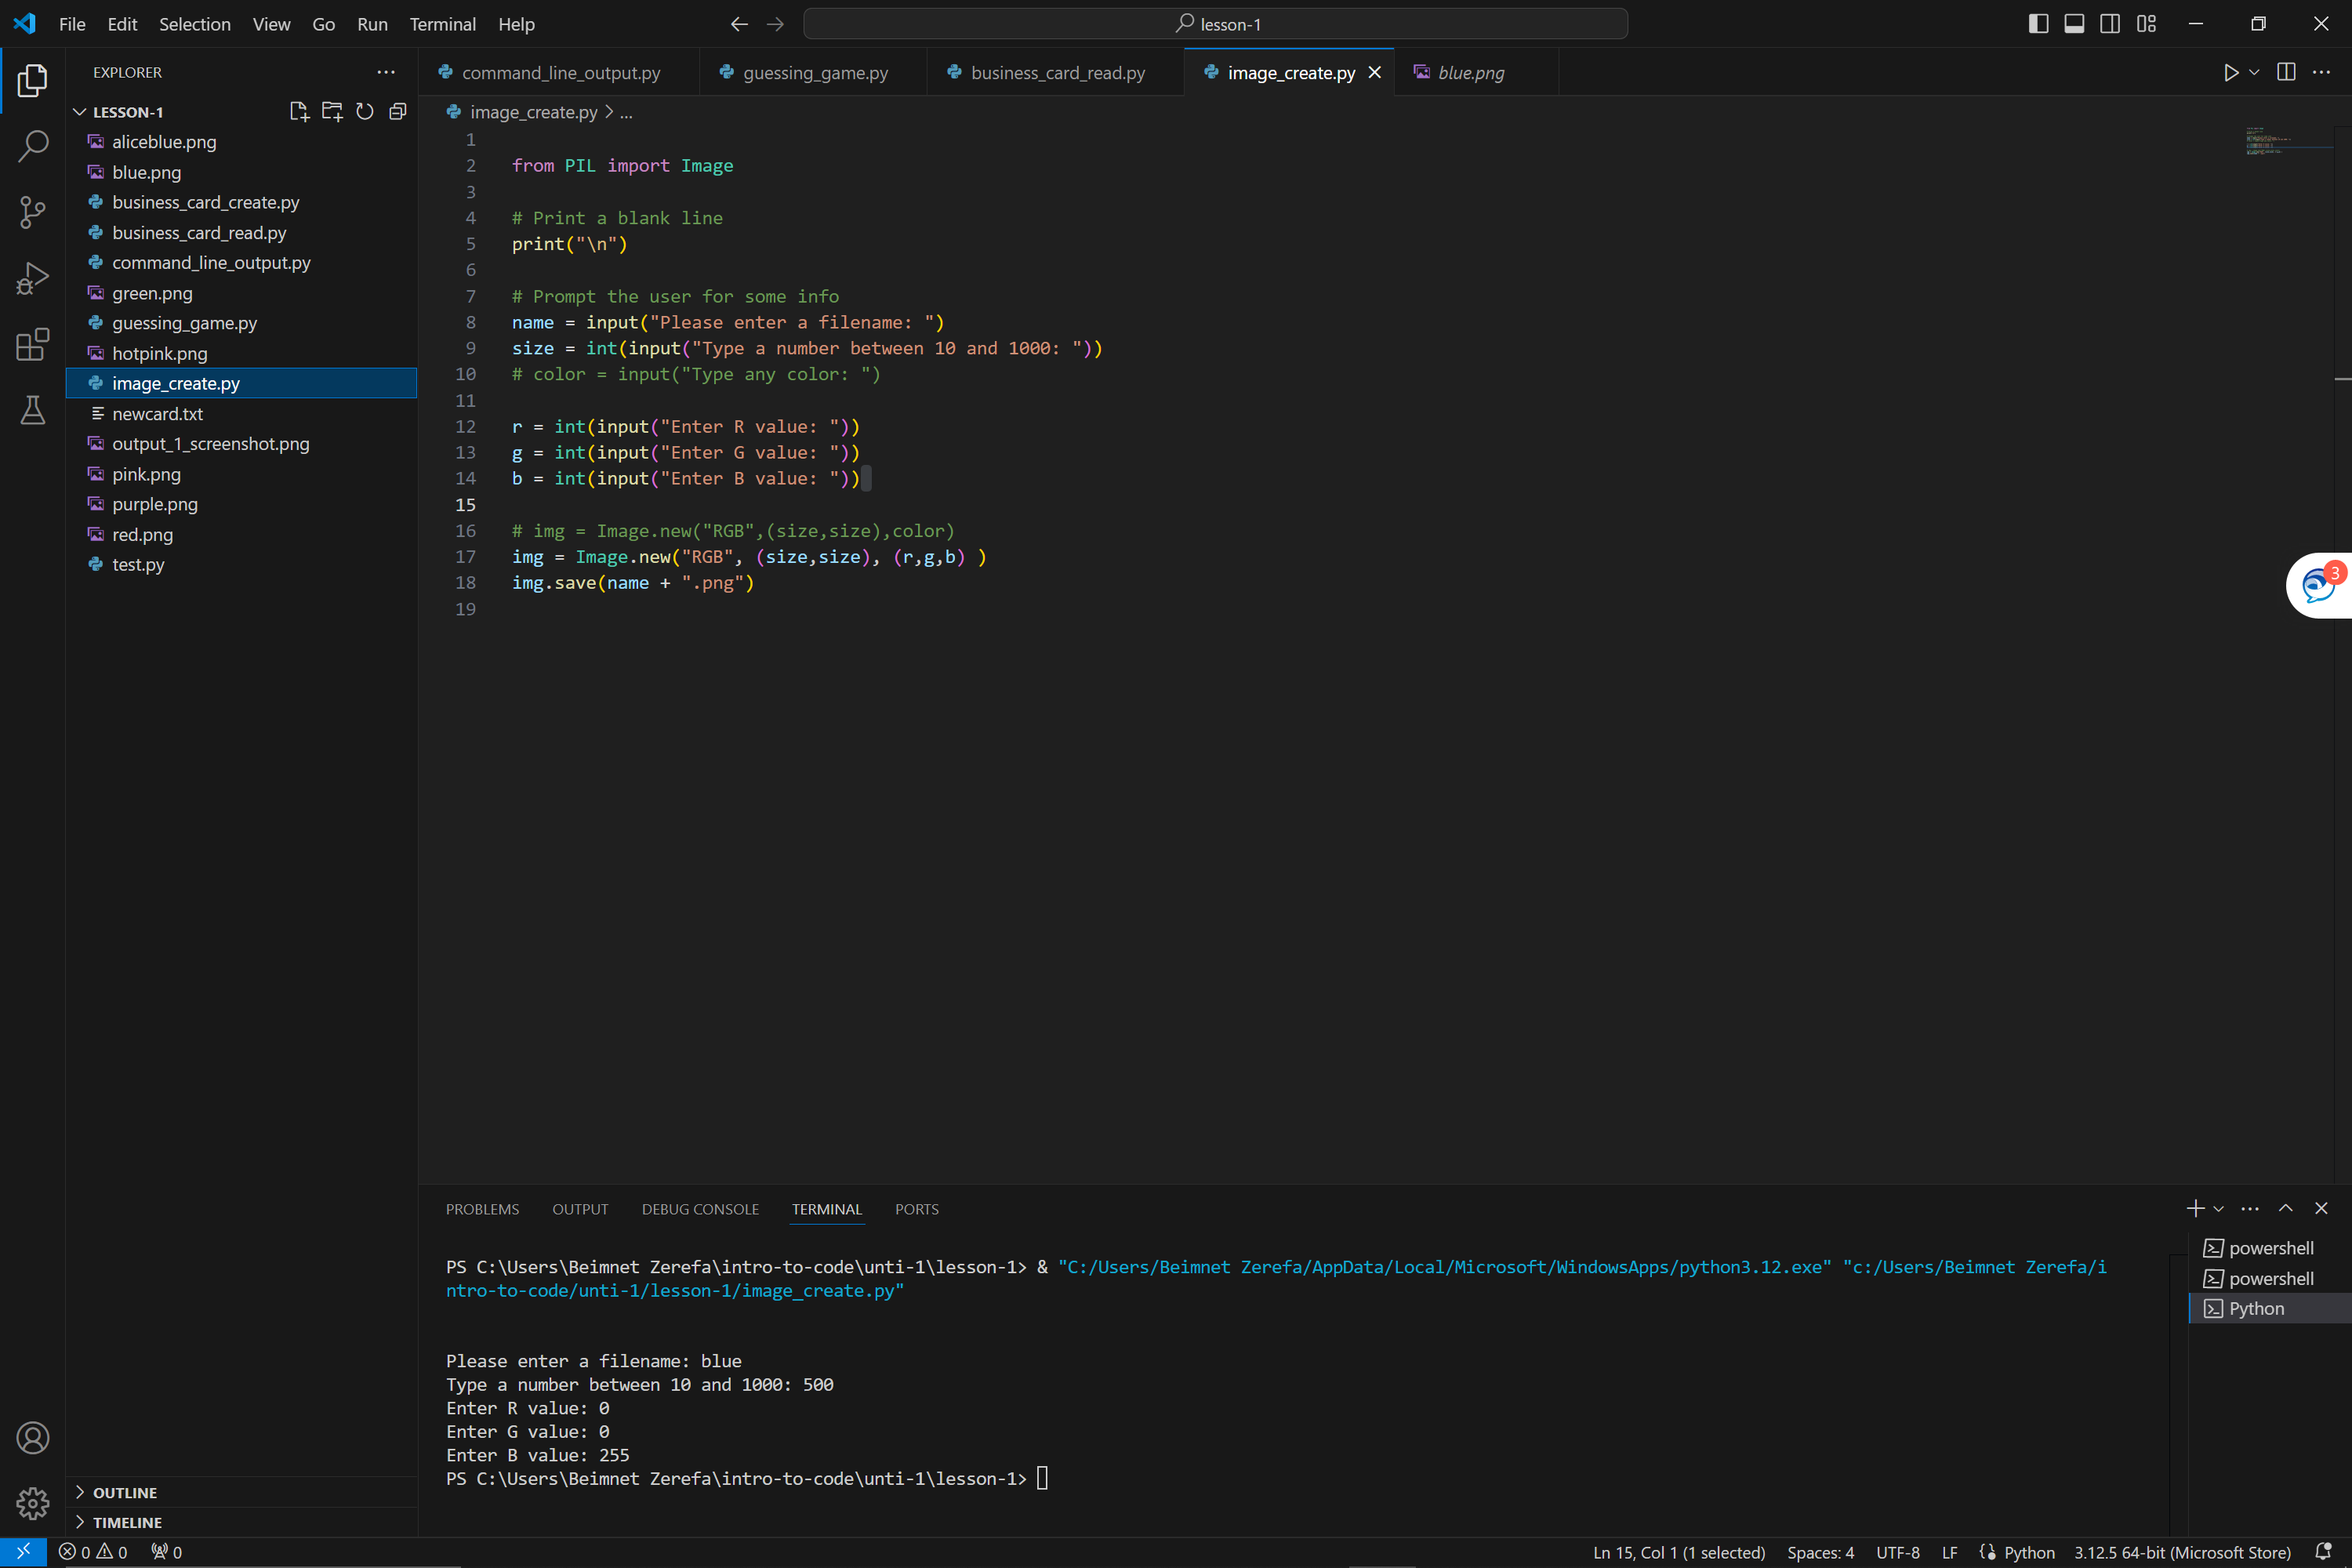 File Edit Selection View Go Run Terminal Help
lesson-1
EXPLORER
LESSON-1
aliceblue.png
blue.png
business_card_create.py
business_card_read.py
command_line_output.py
green.png
guessing_game.py
hotpink.png
image_create.py
newcard.txt
output_1_screenshot.png
pink.png
purple.png
red.png
test.py
OUTLINE
TIMELINE
command_line_output.py guessing_game.py business_card_read.py image_create.py blue.png
image_create.py > ...
1
2 from PIL import Image
3
4 # Print a blank line
5 print("\n")
6
7 # Prompt the user for some info
8 name = input("Please enter a filename: ")
9 size = int(input("Type a number between 10 and 1000: "))
10 # color = input("Type any color: ")
11
12 r = int(input("Enter R value: "))
13 g = int(input("Enter G value: "))
14 b = int(input("Enter B value: "))
15
16 # img = Image.new("RGB",(size,size),color)
17 img = Image.new("RGB", (size,size), (r,g,b) )
18 img.save(name + ".png")
19
3
PROBLEMS OUTPUT DEBUG CONSOLE TERMINAL PORTS
PS C:\Users\Beimnet Zerefa\intro-to-code\unti-1\lesson-1> & "C:/Users/Beimnet Zerefa/AppData/Local/Microsoft/WindowsApps/python3.12.exe" "c:/Users/Beimnet Zerefa/i
ntro-to-code/unti-1/lesson-1/image_create.py"
Please enter a filename: blue
Type a number between 10 and 1000: 500
Enter R value: 0
Enter G value: 0
Enter B value: 255
PS C:\Users\Beimnet Zerefa\intro-to-code\unti-1\lesson-1>
powershell
powershell
Python
0 0 0 Ln 15, Col 1 (1 selected) Spaces: 4 UTF-8 LF Python 3.12.5 64-bit (Microsoft Store)